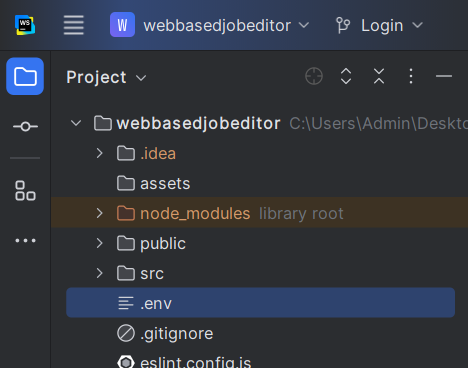 WS
W webbasedjobeditor Login
Project
webbasedjobeditor C:\Users\Admin\Deskto
.idea
assets
node_modules library root
public
src
.env
.gitignore
eslint.config.js